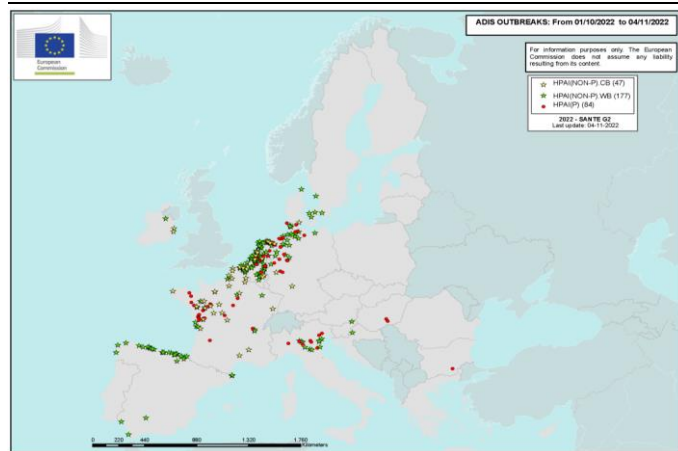 European
Commission
ADIS OUTBREAKS: From 01/10/2022 to 04/11/2022
For information purposes only. The European
Commission does not assume any liability
resulting from its content.
HPAI(NON-P).CB (47)
HPAI(NON-P).WB (177)
HPAI(P) (84)
2022 - SANTE G2
Last update: 04-11-2022
0 220 440 880 1.320 1.760
Kilometers